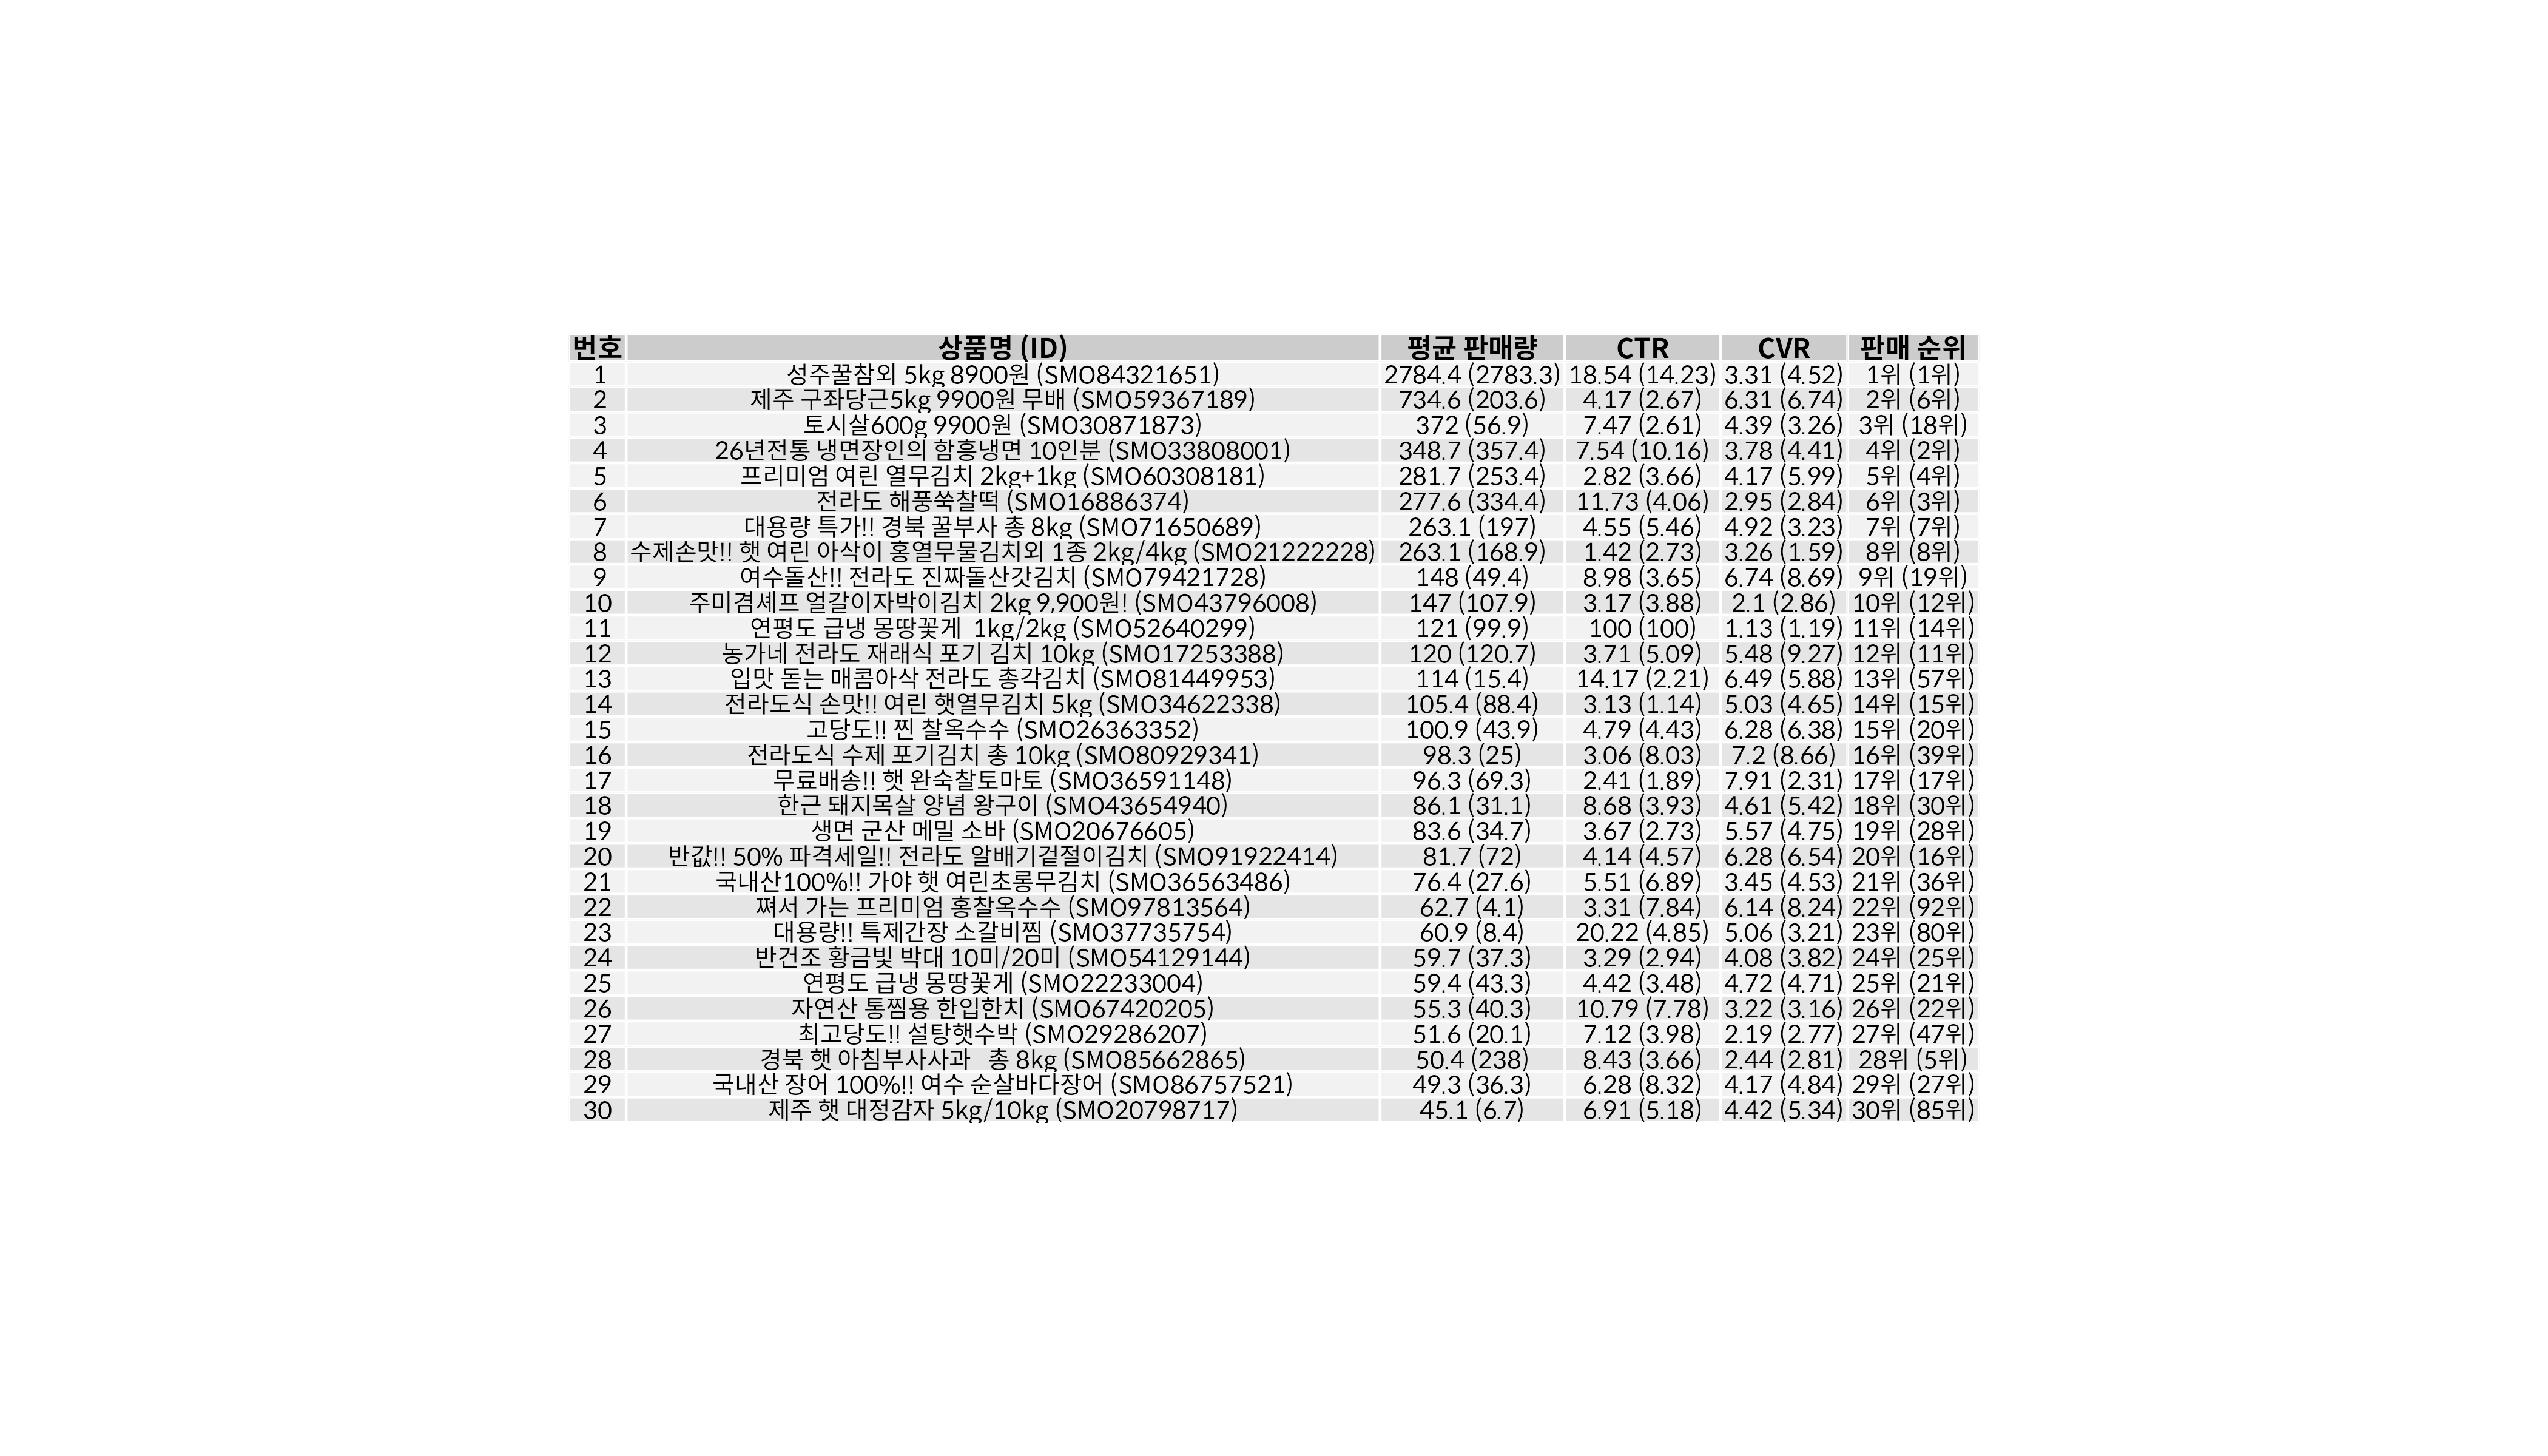 번호 상품명 (ID) 평균 판매량 CTR CVR 판매 순위
1 성주꿀참외 5kg 8900원 (SMO84321651) 2784.4 (2783.3) 18.54 (14.23) 3.31 (4.52) 1위 (1위)
2 제주 구좌당근5kg 9900원 무배 (SMO59367189) 734.6 (203.6) 4.17 (2.67) 6.31 (6.74) 2위 (6위)
3 토시살600g 9900원 (SMO30871873) 372 (56.9) 7.47 (2.61) 4.39 (3.26) 3위 (18위)
4 26년전통 냉면장인의 함흥냉면 10인분 (SMO33808001) 348.7 (357.4) 7.54 (10.16) 3.78 (4.41) 4위 (2위)
5 프리미엄 여린 열무김치 2kg+1kg (SMO60308181) 281.7 (253.4) 2.82 (3.66) 4.17 (5.99) 5위 (4위)
6 전라도 해풍쑥찰떡 (SMO16886374) 277.6 (334.4) 11.73 (4.06) 2.95 (2.84) 6위 (3위)
7 대용량 특가!! 경북 꿀부사 총 8kg (SMO71650689) 263.1 (197) 4.55 (5.46) 4.92 (3.23) 7위 (7위)
8 수제손맛!! 햇 여린 아삭이 홍열무물김치외 1종 2kg/4kg (SMO21222228) 263.1 (168.9) 1.42 (2.73) 3.26 (1.59) 8위 (8위)
9 여수돌산!! 전라도 진짜돌산갓김치 (SMO79421728) 148 (49.4) 8.98 (3.65) 6.74 (8.69) 9위 (19위)
10 주미겸셰프 얼갈이자박이김치 2kg 9,900원! (SMO43796008) 147 (107.9) 3.17 (3.88) 2.1 (2.86) 10위 (12위)
11 연평도 급냉 몽땅꽃게  1kg/2kg (SMO52640299) 121 (99.9) 100 (100) 1.13 (1.19) 11위 (14위)
12 농가네 전라도 재래식 포기 김치 10kg (SMO17253388) 120 (120.7) 3.71 (5.09) 5.48 (9.27) 12위 (11위)
13 입맛 돋는 매콤아삭 전라도 총각김치 (SMO81449953) 114 (15.4) 14.17 (2.21) 6.49 (5.88) 13위 (57위)
14 전라도식 손맛!! 여린 햇열무김치 5kg (SMO34622338) 105.4 (88.4) 3.13 (1.14) 5.03 (4.65) 14위 (15위)
15 고당도!! 찐 찰옥수수 (SMO26363352) 100.9 (43.9) 4.79 (4.43) 6.28 (6.38) 15위 (20위)
16 전라도식 수제 포기김치 총 10kg (SMO80929341) 98.3 (25) 3.06 (8.03) 7.2 (8.66) 16위 (39위)
17 무료배송!! 햇 완숙찰토마토 (SMO36591148) 96.3 (69.3) 2.41 (1.89) 7.91 (2.31) 17위 (17위)
18 한근 돼지목살 양념 왕구이 (SMO43654940) 86.1 (31.1) 8.68 (3.93) 4.61 (5.42) 18위 (30위)
19 생면 군산 메밀 소바 (SMO20676605) 83.6 (34.7) 3.67 (2.73) 5.57 (4.75) 19위 (28위)
20 반값!! 50% 파격세일!! 전라도 알배기겉절이김치 (SMO91922414) 81.7 (72) 4.14 (4.57) 6.28 (6.54) 20위 (16위)
21 국내산100%!! 가야 햇 여린초롱무김치 (SMO36563486) 76.4 (27.6) 5.51 (6.89) 3.45 (4.53) 21위 (36위)
22 쪄서 가는 프리미엄 홍찰옥수수 (SMO97813564) 62.7 (4.1) 3.31 (7.84) 6.14 (8.24) 22위 (92위)
23 대용량!! 특제간장 소갈비찜 (SMO37735754) 60.9 (8.4) 20.22 (4.85) 5.06 (3.21) 23위 (80위)
24 반건조 황금빛 박대 10미/20미 (SMO54129144) 59.7 (37.3) 3.29 (2.94) 4.08 (3.82) 24위 (25위)
25 연평도 급냉 몽땅꽃게 (SMO22233004) 59.4 (43.3) 4.42 (3.48) 4.72 (4.71) 25위 (21위)
26 자연산 통찜용 한입한치 (SMO67420205) 55.3 (40.3) 10.79 (7.78) 3.22 (3.16) 26위 (22위)
27 최고당도!! 설탕햇수박 (SMO29286207) 51.6 (20.1) 7.12 (3.98) 2.19 (2.77) 27위 (47위)
28 경북 햇 아침부사사과   총 8kg (SMO85662865) 50.4 (238) 8.43 (3.66) 2.44 (2.81) 28위 (5위)
29 국내산 장어 100%!! 여수 순살바다장어 (SMO86757521) 49.3 (36.3) 6.28 (8.32) 4.17 (4.84) 29위 (27위)
30 제주 햇 대정감자 5kg/10kg (SMO20798717) 45.1 (6.7) 6.91 (5.18) 4.42 (5.34) 30위 (85위)